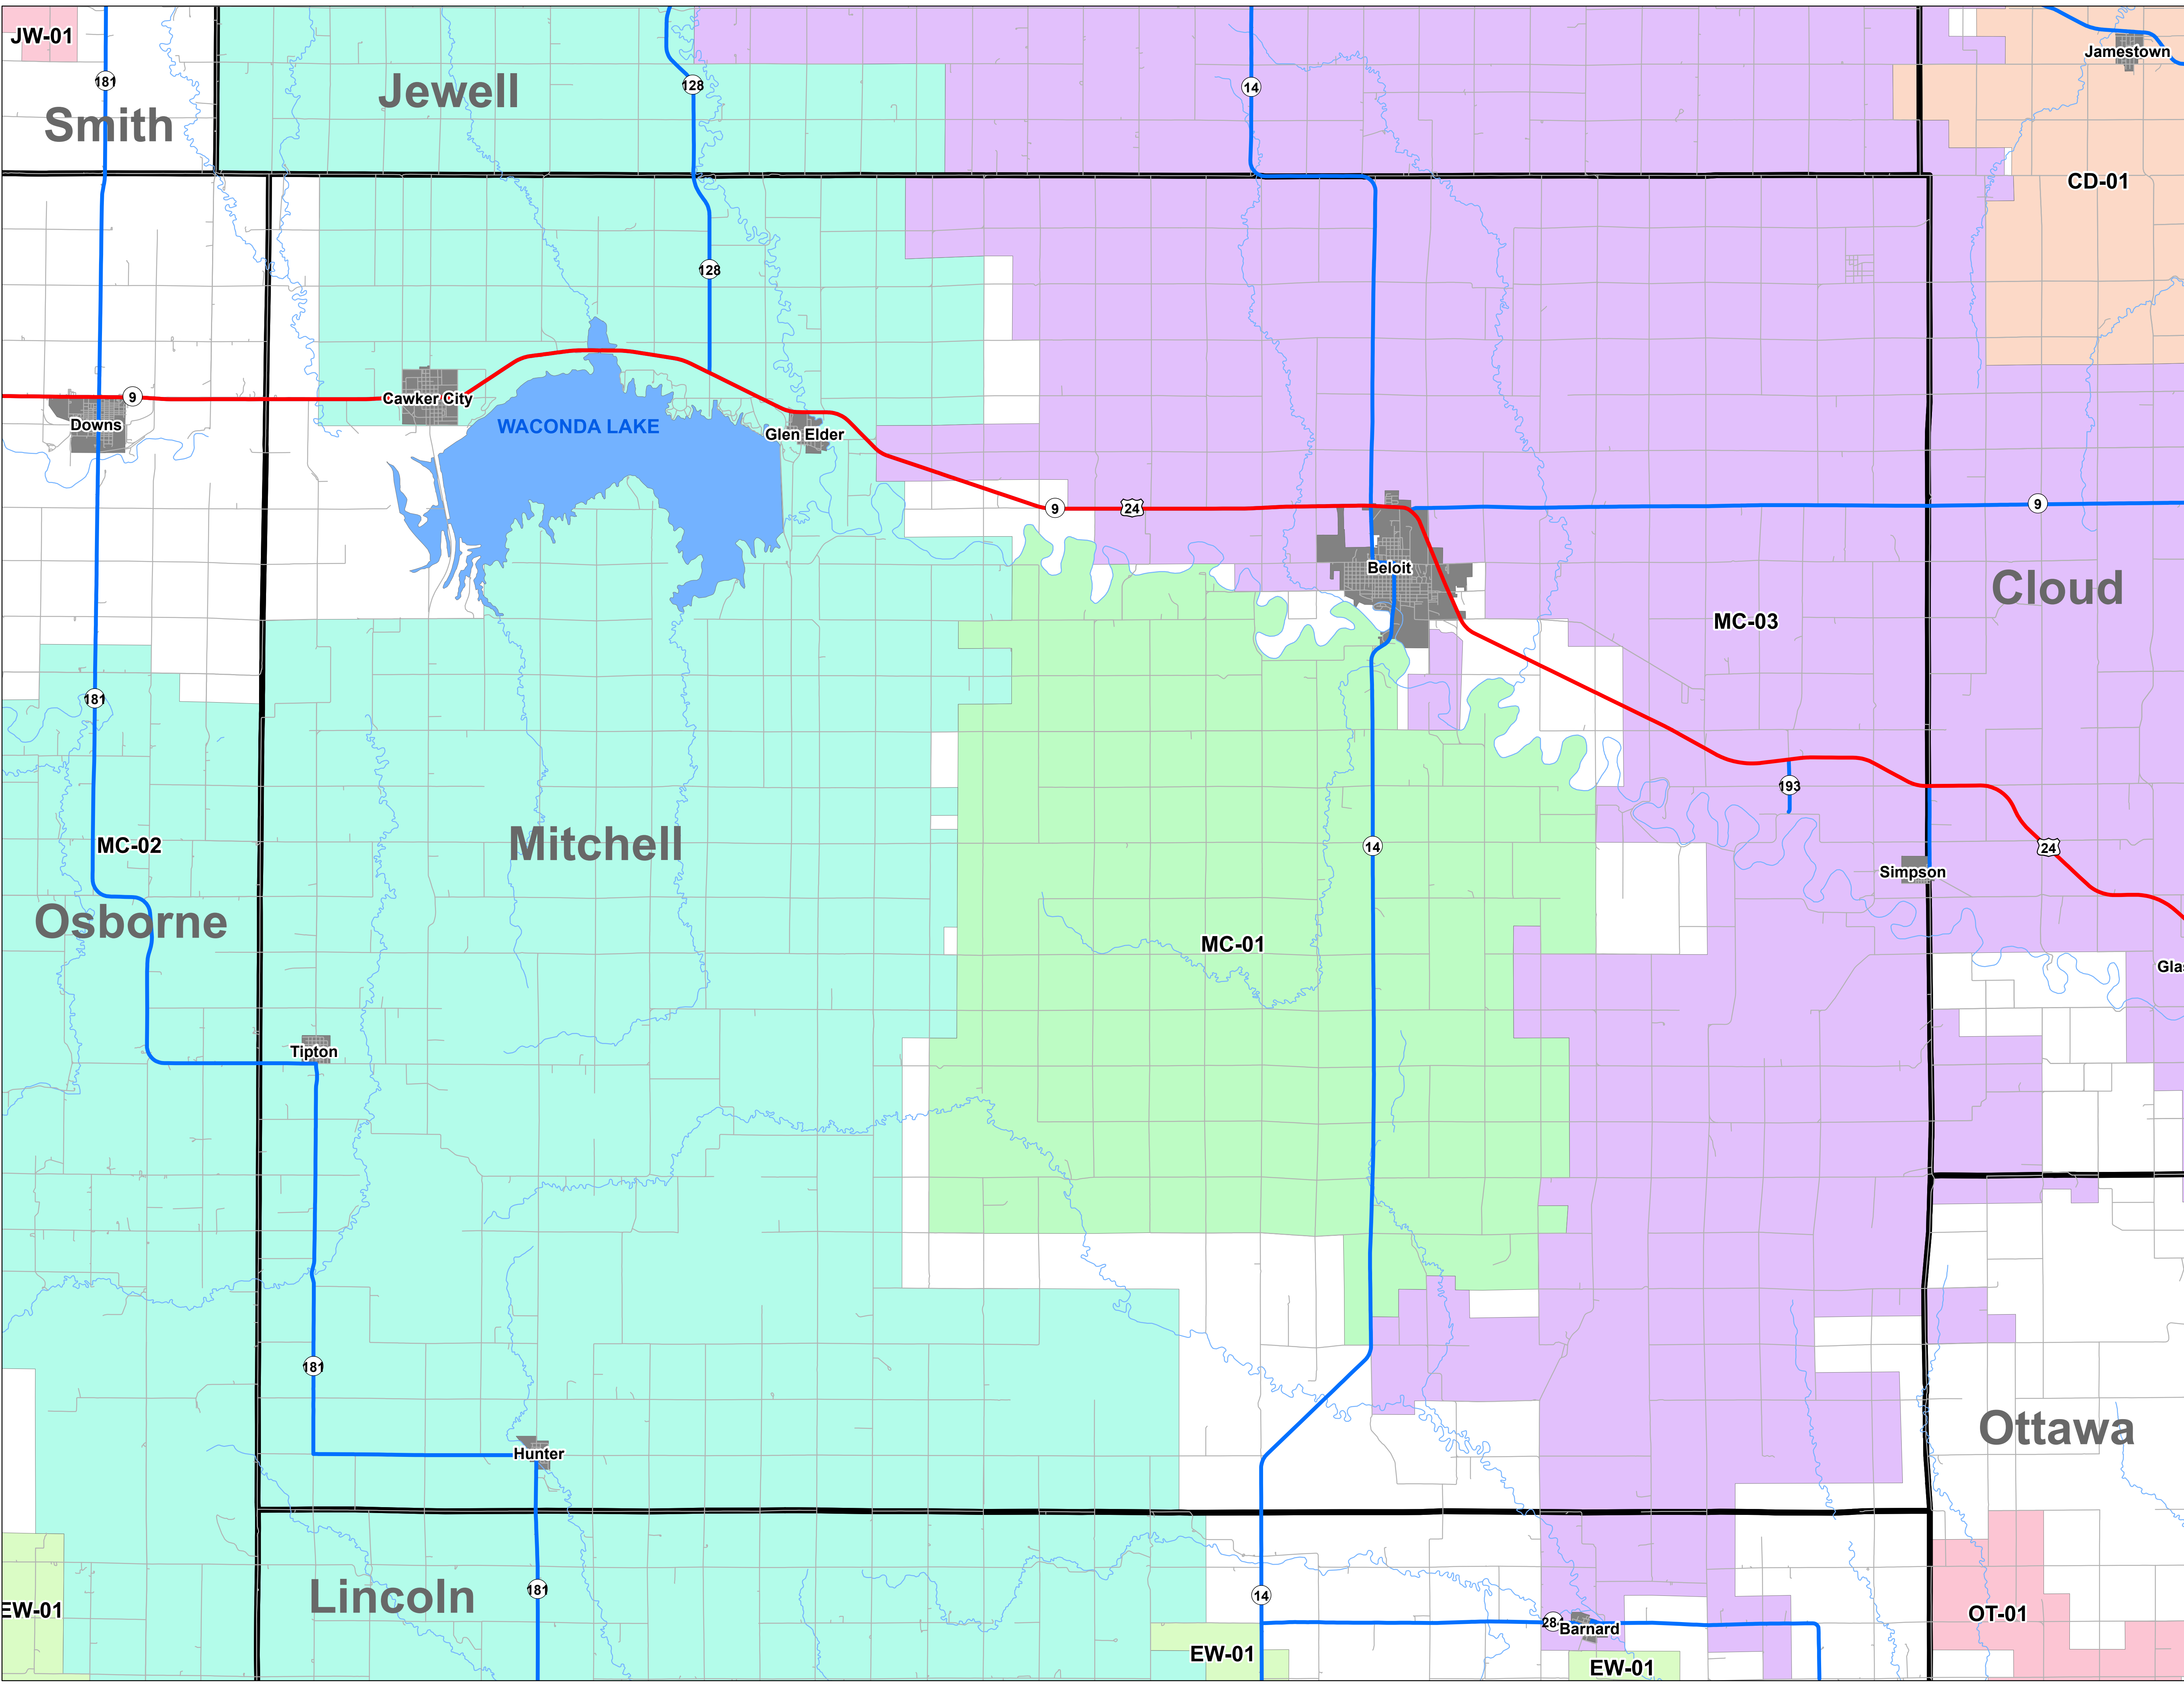 JW-01
Jamestown
181
Jewell
128
14
Smith
CD-01
128
Cawker City
9
Downs
WACONDA LAKE
Glen Elder
9
24
9
Beloit
Cloud
MC-03
181
193
MC-02
Mitchell
14
24
Simpson
Osborne
MC-01
Gla
Tipton
181
Hunter
Ottawa
Lincoln
181
14
EW-01
OT-01
284
Barnard
EW-01
EW-01